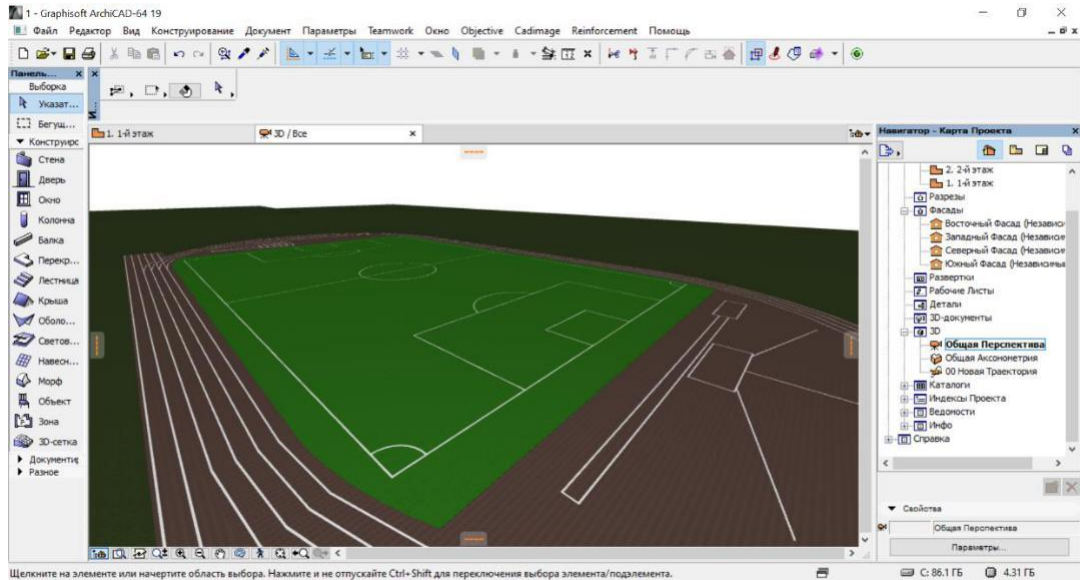 1 - Graphisoft ArchiCAD-64 19
Файл Редактор Вид Конструирование Документ Параметры Teamwork Окно Objective Cadimage Reinforcement Помощь
Панель...
Выборка
Указат...
Бегущ...
Конструирс
Стена
Дверь
Окно
Колонна
Балка
Перекр...
Лестница
Крыша
Оболо...
Светов...
Навесн...
Морф
Объект
Зона
3D-сетка
Документир
Разное
М...
1. 1-й этаж
3D / Все
Навигатор - Карта Проекта
2. 2-й этаж
1. 1-й этаж
Разрезы
Фасады
Восточный Фасад (Независи
Западный Фасад (Независим
Северный Фасад (Независим
Южный Фасад (Независимый
Развертки
Рабочие Листы
Детали
3D-документы
3D
Общая Перспектива
Общая Аксонометрия
00 Новая Траектория
Каталоги
Индексы Проекта
Ведомости
Инфо
Справка
Свойства
Общая Перспектива
Параметры...
Щелкните на элементе или начертите область выбора. Нажмите и не отпускайте Ctrl+Shift для переключения выбора элемента/подэлемента.
C: 86.1 ГБ
4.31 ГБ